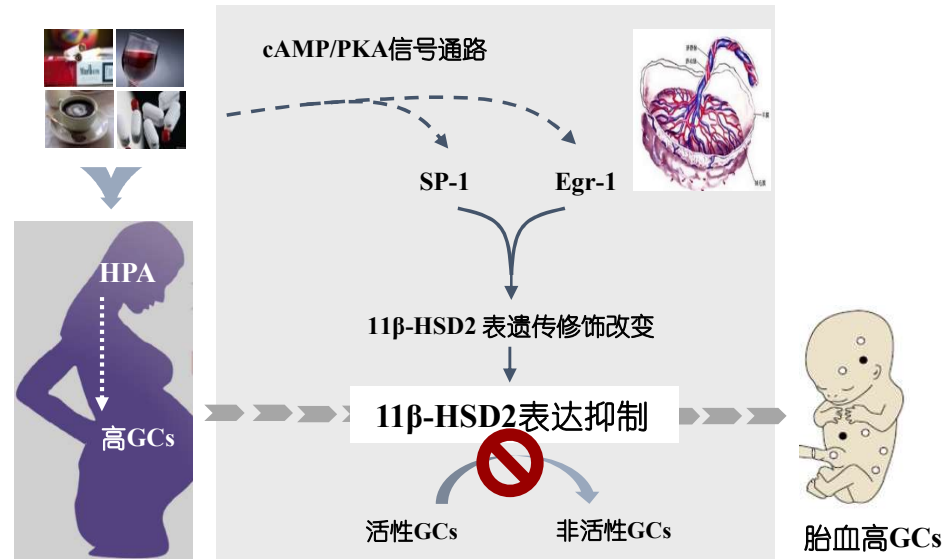 cAMP/PKA信号通路
SP-1
Egr-1
HPA
11β-HSD2 表遗传修饰改变
11β-HSD2表达抑制
高GCs
活性GCs
非活性GCs
胎血高GCs